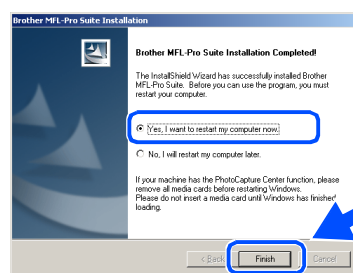 Brother MFL-Pro Suite Installation
Brother MFL-Pro Suite Installation Completed!
The InstallShield Wizard has successfully installed Brother
MFL-Pro Suite. Before you can use the program, you must
restart your computer.
Yes, I want to restart my computer now.
No, I will restart my computer later.
If your machine has the PhotoCapture Center function, please
remove all media cards before restarting Windows.
Please do not insert a media card until Windows has finished
loading.
< Back Finish Cancel